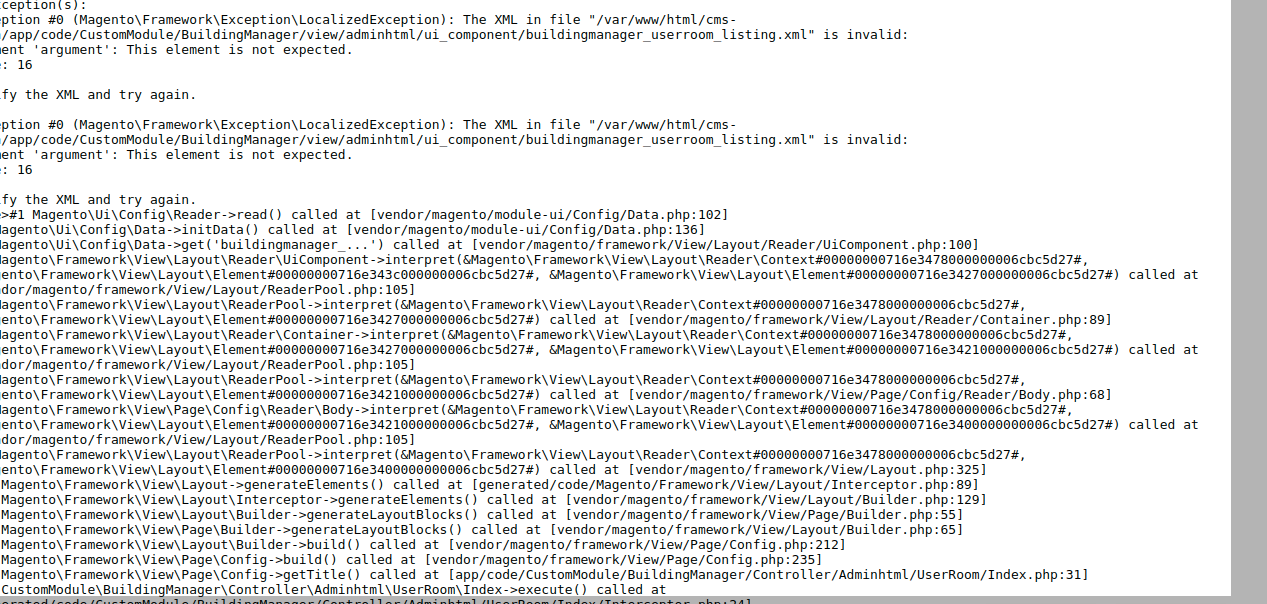 ception(s):
ption #0 (Magento\Framework\Exception\LocalizedException): The XML in file "/var/www/html/cms-
/app/code/CustomModule/BuildingManager/view/adminhtml/ui_component/buildingmanager_userroom_listing.xml" is invalid:
ent 'argument': This element is not expected.
: 16
ify the XML and try again.
ption #0 (Magento\Framework\Exception\LocalizedException): The XML in file "/var/www/html/cms-
/app/code/CustomModule/BuildingManager/view/adminhtml/ui_component/buildingmanager_userroom_listing.xml" is invalid:
ent 'argument': This element is not expected.
: 16
ify the XML and try again.
>#1 Magento\Ui\Config\Reader->read() called at [vendor/magento/module-ui/Config/Data.php:102]
Magento\Ui\Config\Data->initData() called at [vendor/magento/module-ui/Config/Data.php:136]
Magento\Ui\Config\Data->get('buildingmanager_...') called at [vendor/magento/framework/View/Layout/Reader/UiComponent.php:100]
Magento\Framework\View\Layout\Reader\UiComponent->interpret(&Magento\Framework\View\Layout\Reader\Context#00000000716e3478000000006cbc5d27#,
ento\Framework\View\Layout\Element#00000000716e343c000000006cbc5d27#, &Magento\Framework\View\Layout\Element#00000000716e3427000000006cbc5d27#) called at
dor/magento/framework/View/Layout/ReaderPool.php:105]
Magento\Framework\View\Layout\ReaderPool->interpret(&Magento\Framework\View\Layout\Reader\Context#00000000716e3478000000006cbc5d27#,
ento\Framework\View\Layout\Element#00000000716e3427000000006cbc5d27#) called at [vendor/magento/framework/View/Layout/Reader/Container.php:89]
Magento\Framework\View\Layout\Reader\Container->interpret(&Magento\Framework\View\Layout\Reader\Context#00000000716e3478000000006cbc5d27#,
ento\Framework\View\Layout\Element#00000000716e3427000000006cbc5d27#, &Magento\Framework\View\Layout\Element#00000000716e3421000000006cbc5d27#) called at
dor/magento/framework/View/Layout/ReaderPool.php:105]
Magento\Framework\View\Layout\ReaderPool->interpret(&Magento\Framework\View\Layout\Reader\Context#00000000716e3478000000006cbc5d27#,
ento\Framework\View\Layout\Element#00000000716e3421000000006cbc5d27#) called at [vendor/magento/framework/View/Page/Config/Reader/Body.php:68]
Magento\Framework\View\Page\Config\Reader\Body->interpret(&Magento\Framework\View\Layout\Reader\Context#00000000716e3478000000006cbc5d27#,
ento\Framework\View\Layout\Element#00000000716e3421000000006cbc5d27#, &Magento\Framework\View\Layout\Element#00000000716e3400000000006cbc5d27#) called at
dor/magento/framework/View/Layout/ReaderPool.php:105]
Magento\Framework\View\Layout\ReaderPool->interpret(&Magento\Framework\View\Layout\Reader\Context#00000000716e3478000000006cbc5d27#,
ento\Framework\View\Layout\Element#00000000716e3400000000006cbc5d27#) called at [vendor/magento/framework/View/Layout.php:325]
Magento\Framework\View\Layout->generateElements() called at [generated/code/Magento/Framework/View/Layout/Interceptor.php:89]
Magento\Framework\View\Layout\Interceptor->generateElements() called at [vendor/magento/framework/View/Layout/Builder.php:129]
Magento\Framework\View\Layout\Builder->generateLayoutBlocks() called at [vendor/magento/framework/View/Page/Builder.php:55]
Magento\Framework\View\Page\Builder->generateLayoutBlocks() called at [vendor/magento/framework/View/Layout/Builder.php:65]
Magento\Framework\View\Layout\Builder->build() called at [vendor/magento/framework/View/Page/Config.php:212]
Magento\Framework\View\Page\Config->build() called at [vendor/magento/framework/View/Page/Config.php:235]
Magento\Framework\View\Page\Config->getTitle() called at [app/code/CustomModule/BuildingManager/Controller/Adminhtml/UserRoom/Index.php:31]
CustomModule\BuildingManager\Controller\Adminhtml\UserRoom\Index->execute() called at
erated/code/CustomModule/BuildingManager/Controller/Adminhtml/UserRoom/Index/Interceptor.php:24]